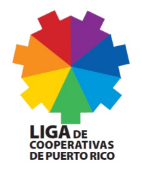 LIGA DE
COOPERATIVAS
DE PUERTO RICO